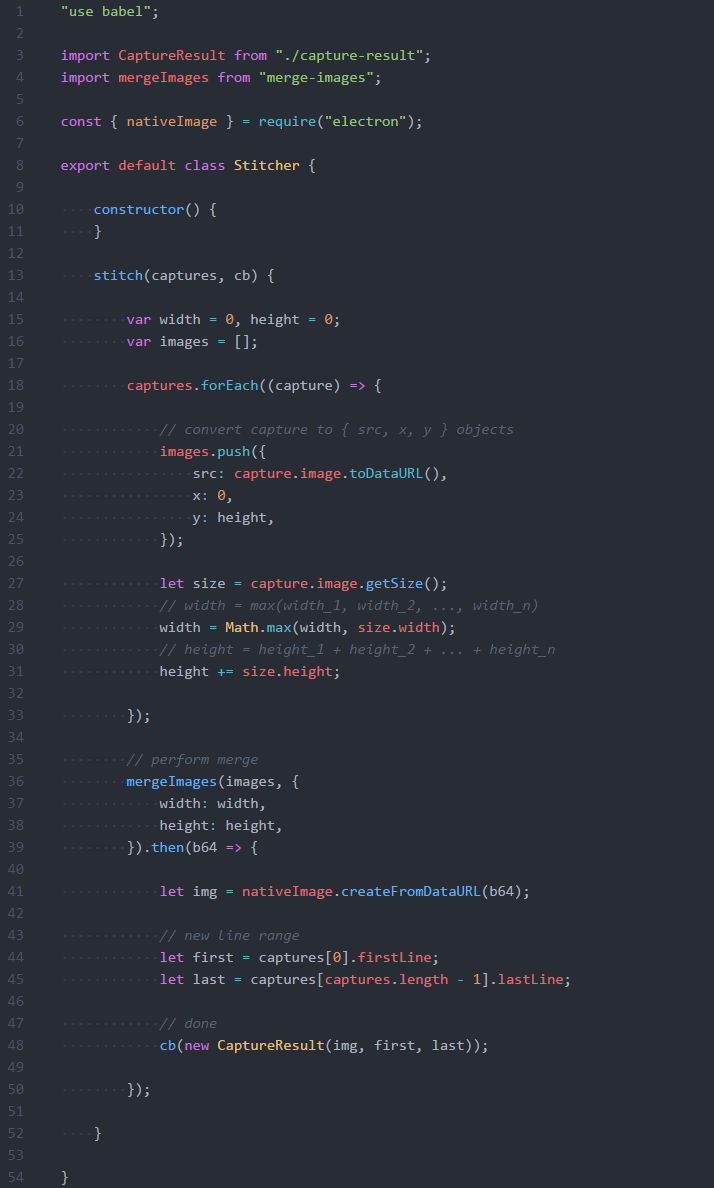 1 "use babel";
2
3 import CaptureResult from "./capture-result";
4 import mergeImages from "merge-images";
5
6 const { nativeImage } = require("electron");
7
8 export default class Stitcher {
9
10     constructor() {
11     }
12
13     stitch(captures, cb) {
14
15         var width = 0, height = 0;
16         var images = [];
17
18         captures.forEach((capture) => {
19
20             // convert capture to { src, x, y } objects
21             images.push({
22                 src: capture.image.toDataURL(),
23                 x: 0,
24                 y: height,
25             });
26
27             let size = capture.image.getSize();
28             // width = max(width_1, width_2, ..., width_n)
29             width = Math.max(width, size.width);
30             // height = height_1 + height_2 + ... + height_n
31             height += size.height;
32
33         });
34
35         // perform merge
36         mergeImages(images, {
37             width: width,
38             height: height,
39         }).then(b64 => {
40
41             let img = nativeImage.createFromDataURL(b64);
42
43             // new line range
44             let first = captures[0].firstLine;
45             let last = captures[captures.length - 1].lastLine;
46
47             // done
48             cb(new CaptureResult(img, first, last));
49
50         });
51
52     }
53
54 }